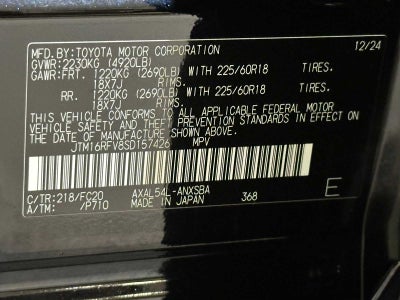 MFD.BY:TOYOTA MOTOR CORPORATION 12/24
GVWR:2230KG (4920LB)
GAWR:FRT. 1220KG (2690LB) WITH 225/60R18 TIRES.
18X7J RIMS.
RR. 1220KG (2690LB) WITH 225/60R18 TIRES.
18X7J RIMS.
THIS VEHICLE CONFORMS TO ALL APPLICABLE FEDERAL MOTOR
VEHICLE SAFETY AND THEFT PREVENTION STANDARDS IN EFFECT ON
THE DATE OF MANUFACTURE SHOWN ABOVE.
JTM16RFV8SD157426 MPV
C/TR:218/FC20 AXAL54L-ANXSBA
A/TM: /P710 MADE IN JAPAN 368 E